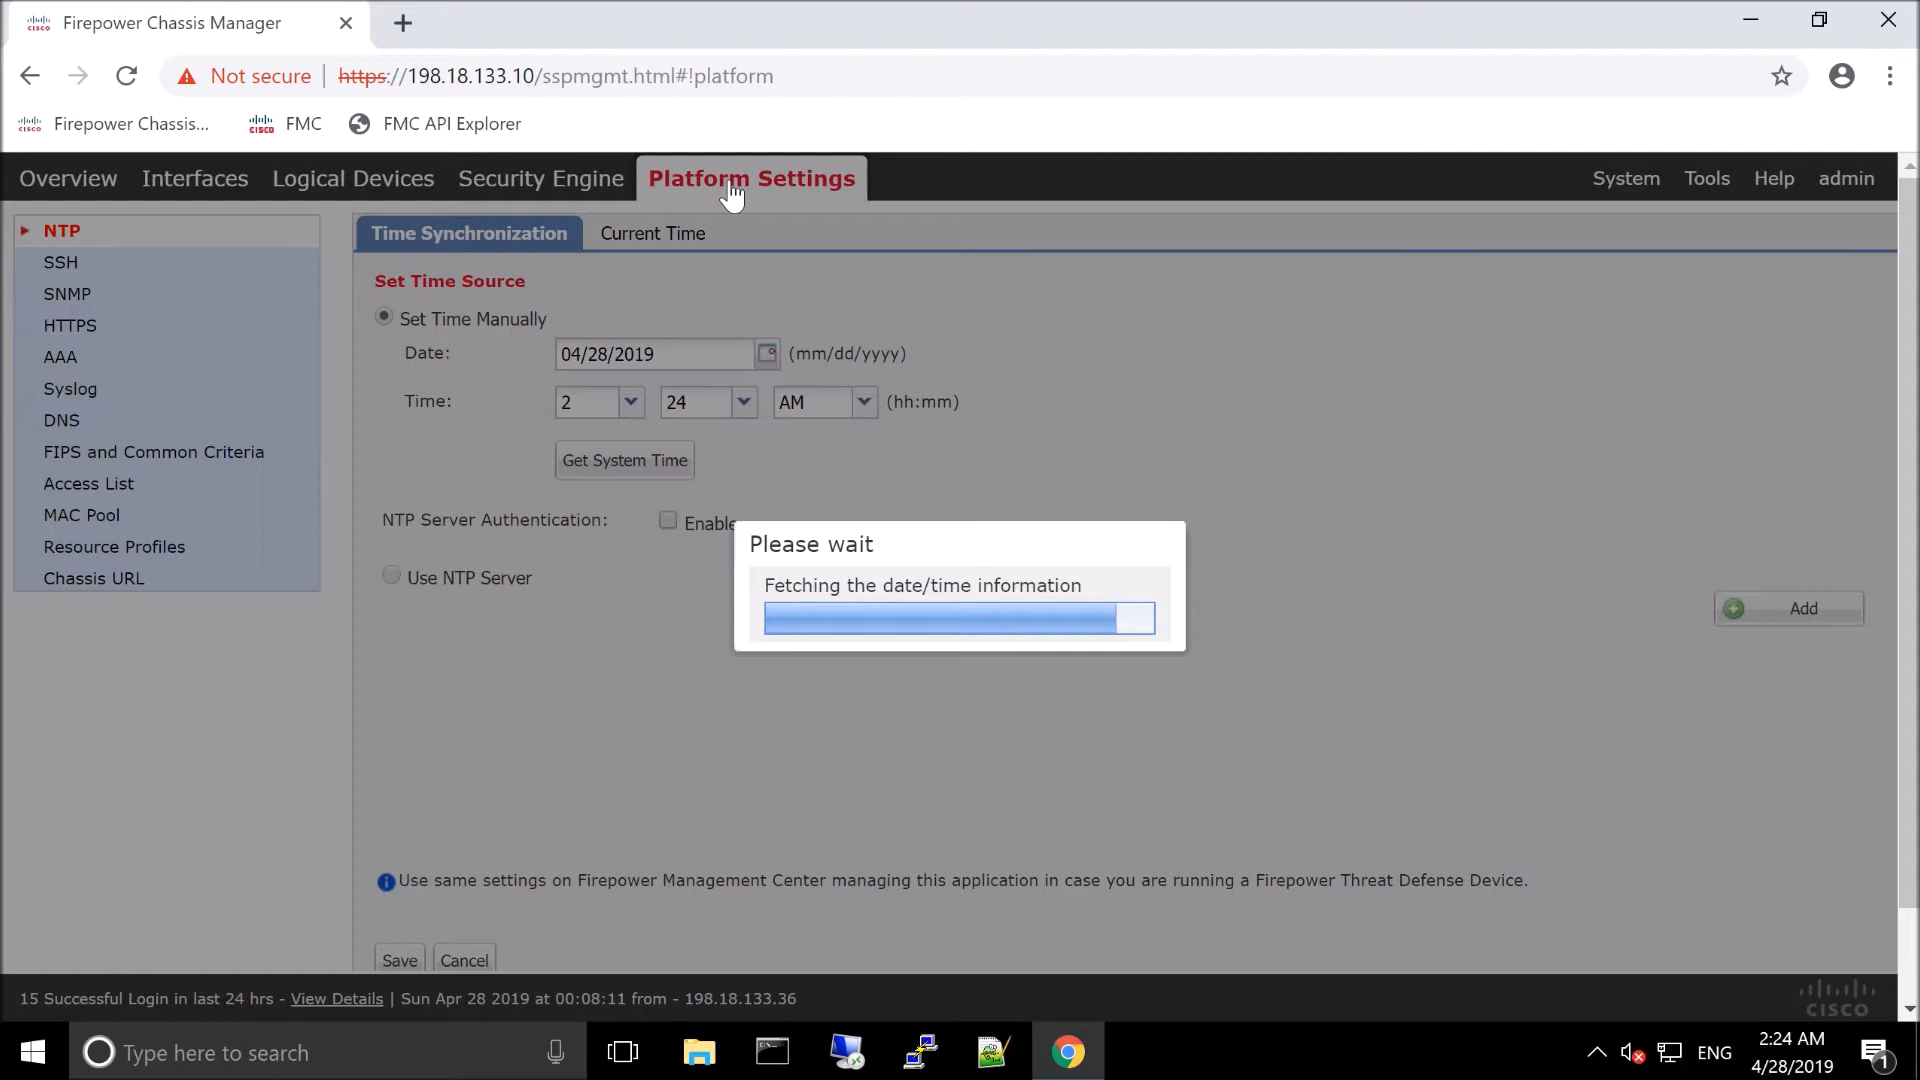 Firepower Chassis Manager
Not secure | https://198.18.133.10/sspmgmt.html#!platform
Firepower Chassis... FMC FMC API Explorer
Overview Interfaces Logical Devices Security Engine Platform Settings System Tools Help admin
NTP
SSH
SNMP
HTTPS
AAA
Syslog
DNS
FIPS and Common Criteria
Access List
MAC Pool
Resource Profiles
Chassis URL
Time Synchronization Current Time
Set Time Source
Set Time Manually
Date: 04/28/2019 (mm/dd/yyyy)
Time: 2 24 AM (hh:mm)
Get System Time
NTP Server Authentication: Enable
Use NTP Server
Please wait
Fetching the date/time information
Add
Use same settings on Firepower Management Center managing this application in case you are running a Firepower Threat Defense Device.
Save Cancel
15 Successful Login in last 24 hrs - View Details | Sun Apr 28 2019 at 00:08:11 from - 198.18.133.36
CISCO
Type here to search
ENG
2:24 AM
4/28/2019
1